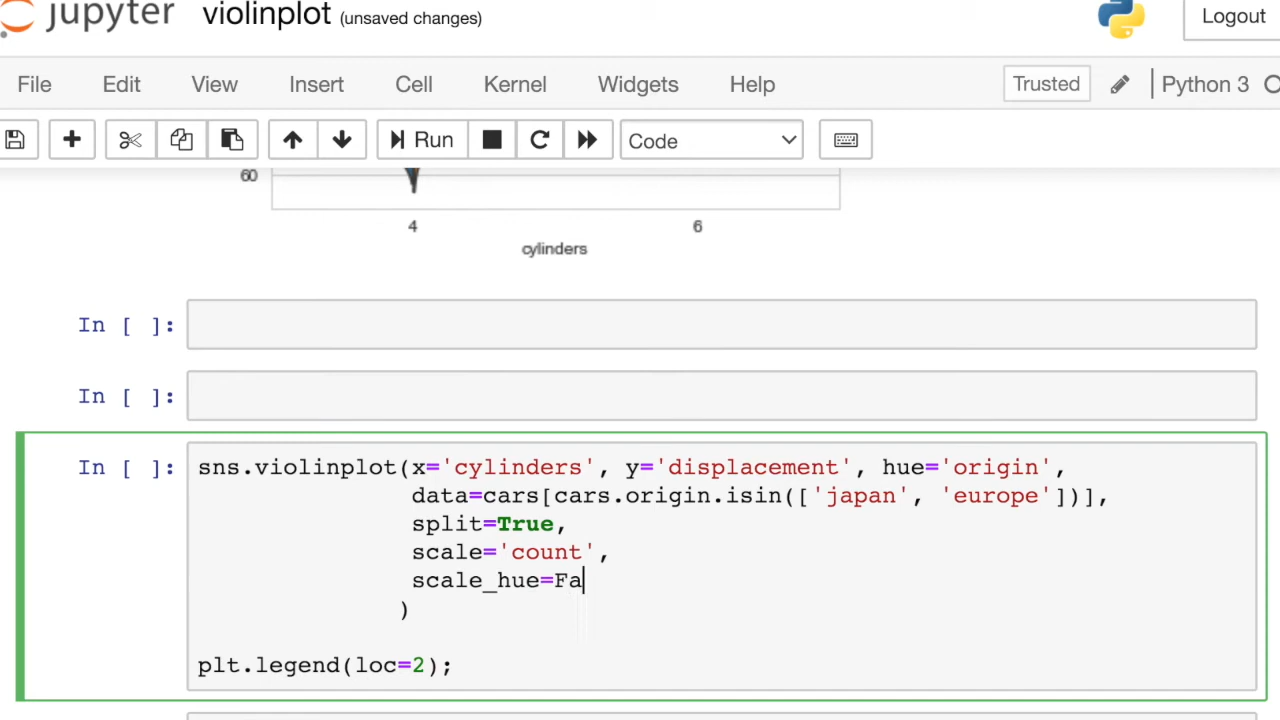 jupyter violinplot (unsaved changes) Logout
File Edit View Insert Cell Kernel Widgets Help Trusted Python 3
Run Code
60
4 6
cylinders
In [ ]:
In [ ]:
In [ ]: sns.violinplot(x='cylinders', y='displacement', hue='origin',
data=cars[cars.origin.isin(['japan', 'europe'])],
split=True,
scale='count',
scale_hue=Fa
)
plt.legend(loc=2);